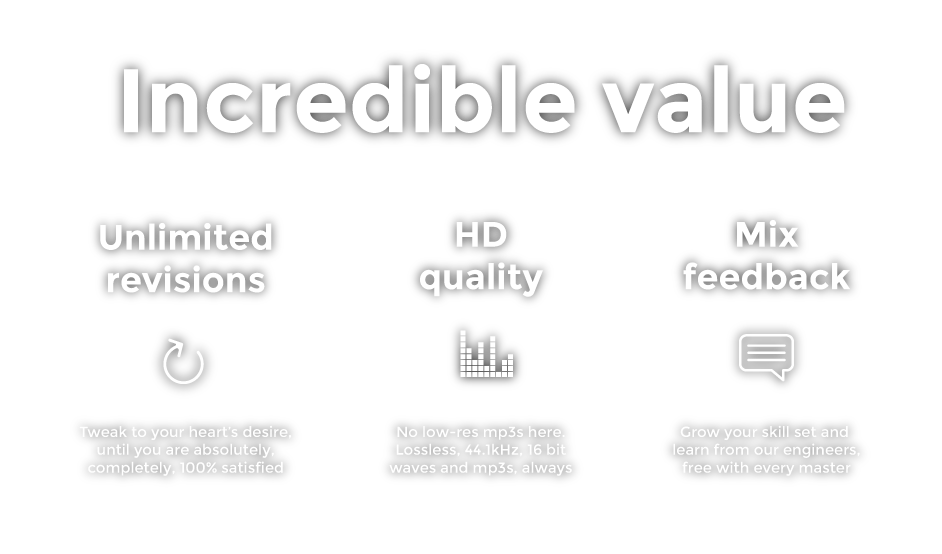 Incredible value
Unlimited
revisions
HD
quality
Mix
feedback
Tweak to your heart's desire,
until you are absolutely,
completely, 100% satisfied
No low-res mp3s here.
Lossless, 44.1kHz, 16 bit
waves and mp3s, always
Grow your skill set and
learn from our engineers,
free with every master